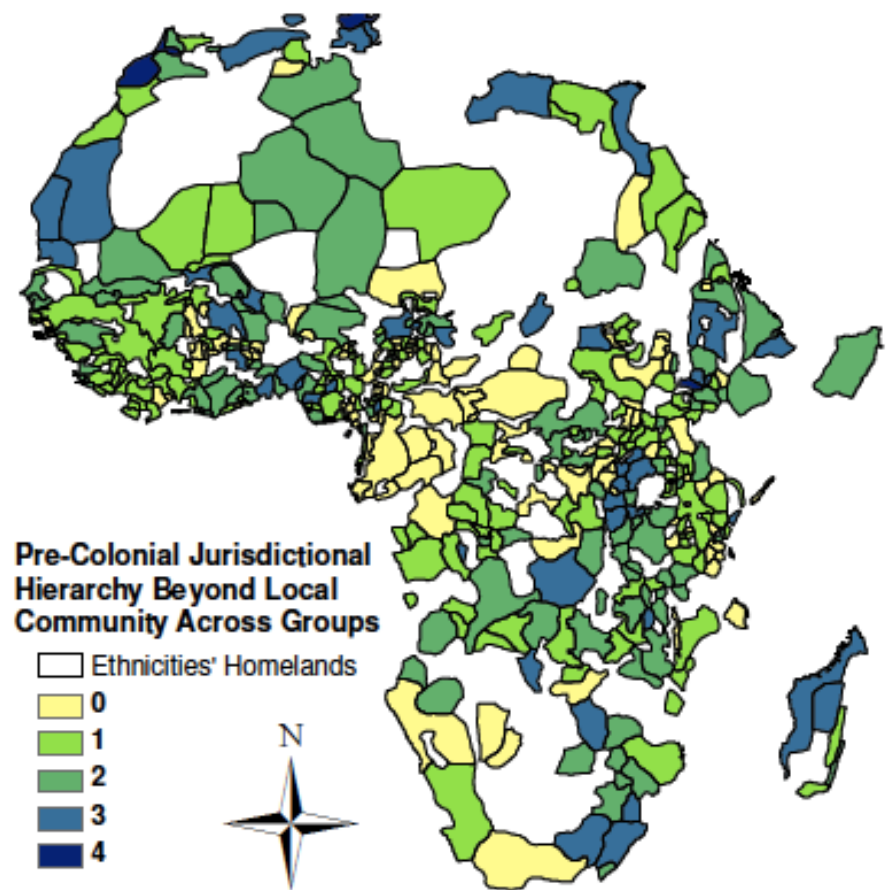 Pre-Colonial Jurisdictional
Hierarchy Beyond Local
Community Across Groups
Ethnicities' Homelands
0
1
2
3
4
N